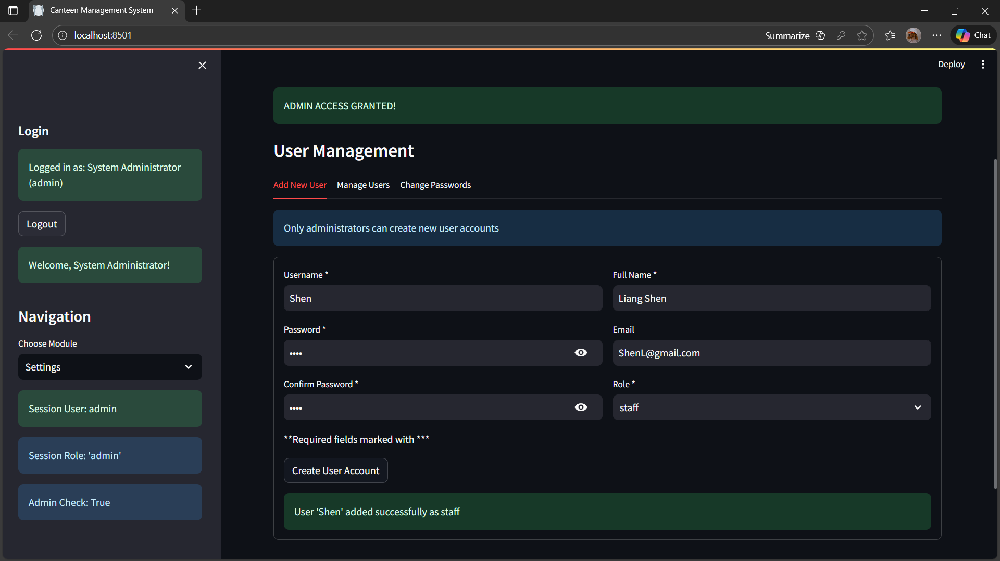 Canteen Management System
localhost:8501
Summarize
Chat
Deploy
Login
Logged in as: System Administrator
(admin)
Logout
Welcome, System Administrator!
Navigation
Choose Module
Settings
Session User: admin
Session Role: 'admin'
Admin Check: True
ADMIN ACCESS GRANTED!
User Management
Add New User Manage Users Change Passwords
Only administrators can create new user accounts
Username * Full Name *
Shen Liang Shen
Password * Email
•••• ShenL@gmail.com
Confirm Password * Role *
•••• staff
**Required fields marked with ***
Create User Account
User 'Shen' added successfully as staff